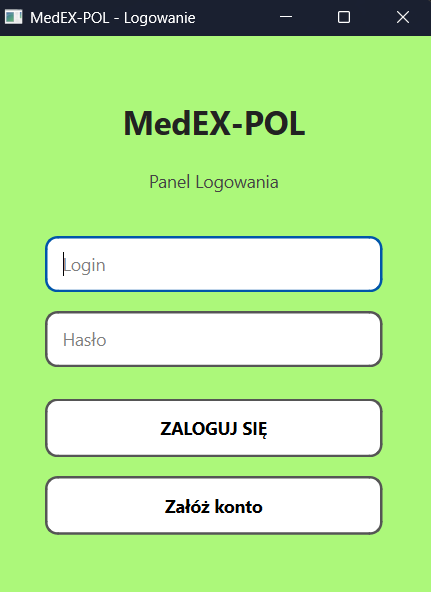 MedEX-POL - Logowanie
MedEX-POL
Panel Logowania
Login
Hasło
ZALOGUJ SIĘ
Załóż konto